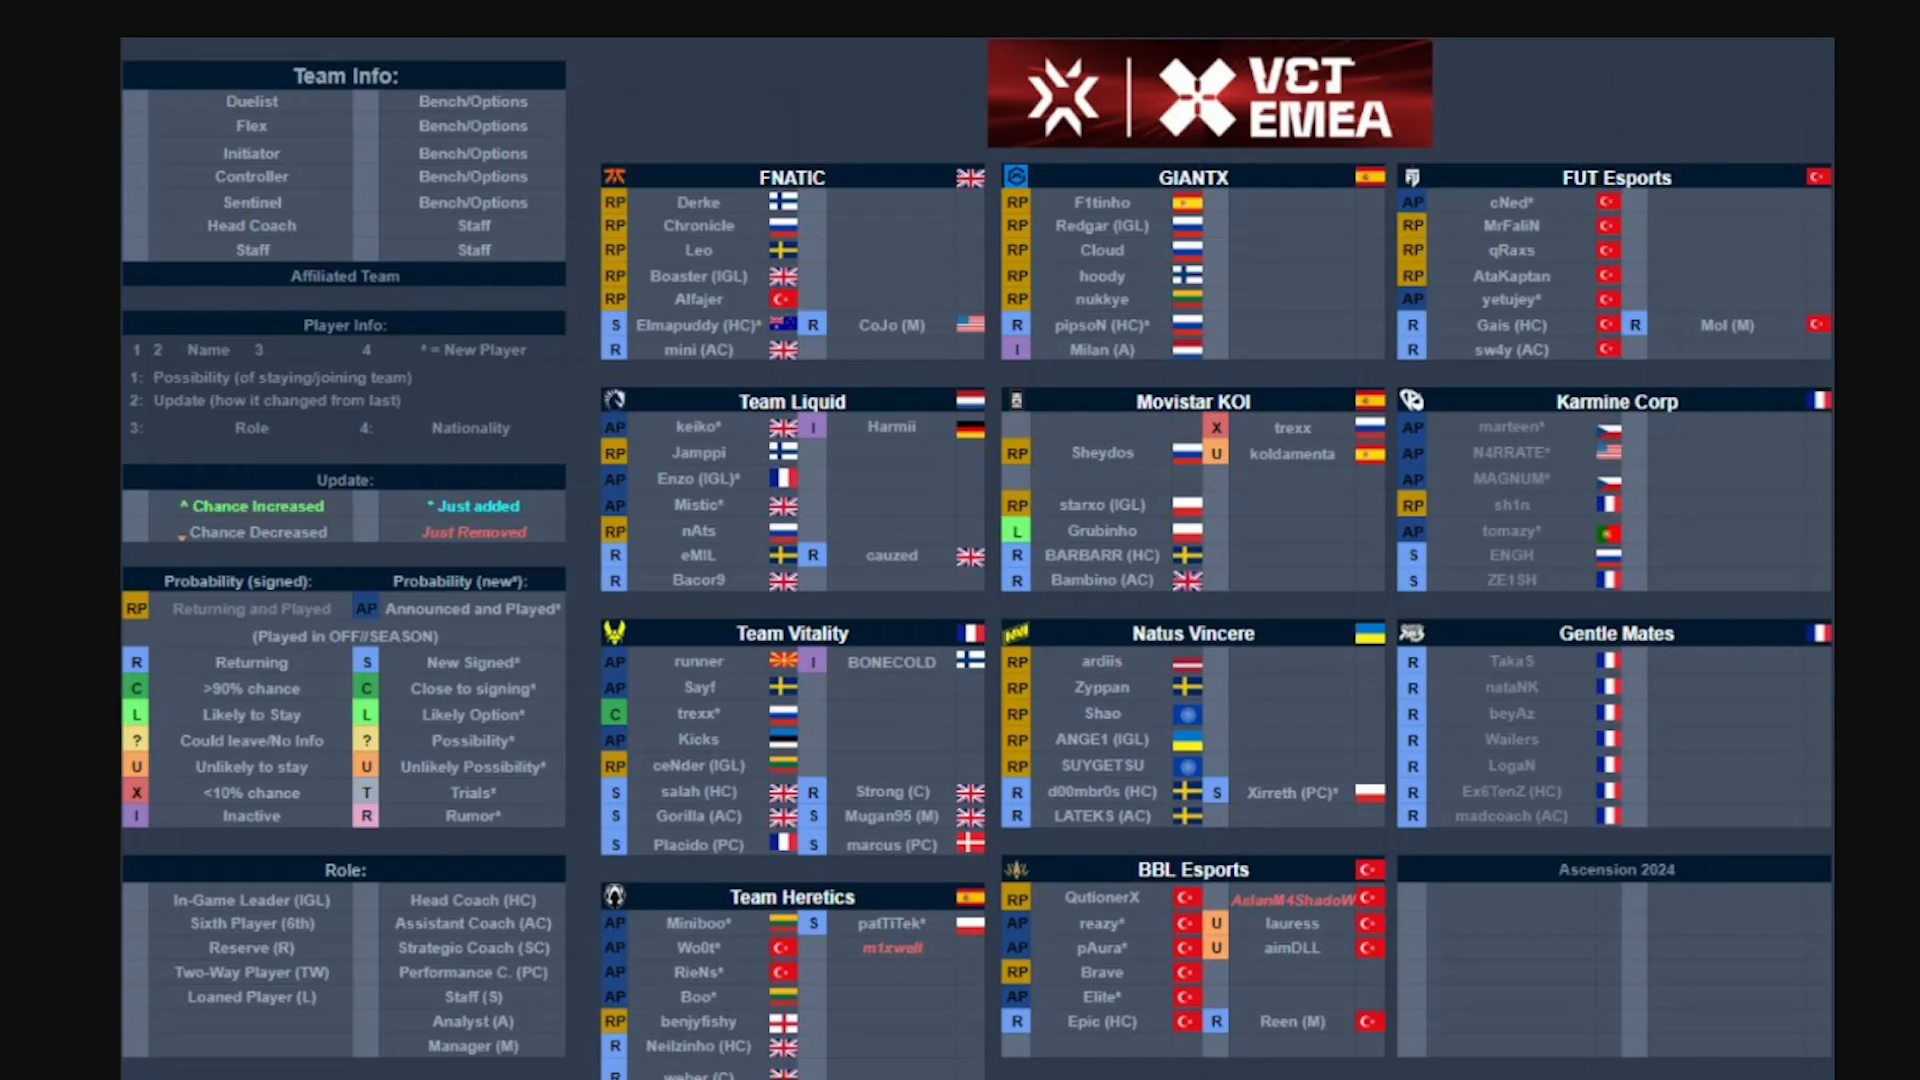 Team Info:
Duelist Bench/Options
Flex Bench/Options
Initiator Bench/Options
Controller Bench/Options
Sentinel Bench/Options
Head Coach Staff
Staff Staff
Affiliated Team
Player Info:
1 2 Name 3 4 * = New Player
1: Possibility (of staying/joining team)
2: Update (how it changed from last)
3: Role 4: Nationality
Update:
^ Chance Increased * Just added
Chance Decreased Just Removed
Probability (signed): Probability (new*):
RP Returning and Played AP Announced and Played*
(Played in OFF//SEASON)
R Returning S New Signed*
C >90% chance C Close to signing*
L Likely to Stay L Likely Option*
? Could leave/No Info ? Possibility*
U Unlikely to stay U Unlikely Possibility*
X <10% chance T Trials*
I Inactive R Rumor*
Role:
In-Game Leader (IGL) Head Coach (HC)
Sixth Player (6th) Assistant Coach (AC)
Reserve (R) Strategic Coach (SC)
Two-Way Player (TW) Performance C. (PC)
Loaned Player (L) Staff (S)
Analyst (A)
Manager (M)
VCT
EMEA
FNATIC
RP Derke
RP Chronicle
RP Leo
RP Boaster (IGL)
RP Alfajer
S Elmapuddy (HC)* R CoJo (M)
R mini (AC)
GIANTX
RP F1tinho
RP Redgar (IGL)
RP Cloud
RP hoody
RP nukkye
R pipsoN (HC)*
I Milan (A)
FUT Esports
AP cNed*
RP MrFaliN
RP qRaxs
RP AtaKaptan
AP yetujey*
R Gais (HC) R Mol (M)
R sw4y (AC)
Team Liquid
AP keiko* I Harmii
RP Jamppi
AP Enzo (IGL)*
AP Mistic*
RP nAts
R eMIL R cauzed
R Bacor9
Movistar KOI
X trexx
RP Sheydos U koldamenta
RP starxo (IGL)
L Grubinho
R BARBARR (HC)
R Bambino (AC)
Karmine Corp
AP marteen*
AP N4RRATE*
AP MAGNUM*
RP sh1n
AP tomazy*
S ENGH
S ZE1SH
Team Vitality
AP runner I BONECOLD
AP Sayf
C trexx*
AP Kicks
RP ceNder (IGL)
S salah (HC) R Strong (C)
S Gorilla (AC) S Mugan95 (M)
S Placido (PC) S marcus (PC)
Natus Vincere
RP ardiis
RP Zyppan
RP Shao
RP ANGE1 (IGL)
RP SUYGETSU
R d00mbr0s (HC) S Xirreth (PC)*
R LATEKS (AC)
Gentle Mates
R TakaS
R nataNK
R beyAz
R Wailers
R LogaN
R Ex6TenZ (HC)
R madcoach (AC)
Team Heretics
AP Miniboo* S patTiTek*
AP Wo0t* m1xwell
AP RieNs*
AP Boo*
RP benjyfishy
R Neilzinho (HC)
R weber (C)
BBL Esports
RP QutionerX AslanM4ShadoW
AP reazy* U lauress
AP pAura* U aimDLL
RP Brave
AP Elite*
R Epic (HC) R Reen (M)
Ascension 2024